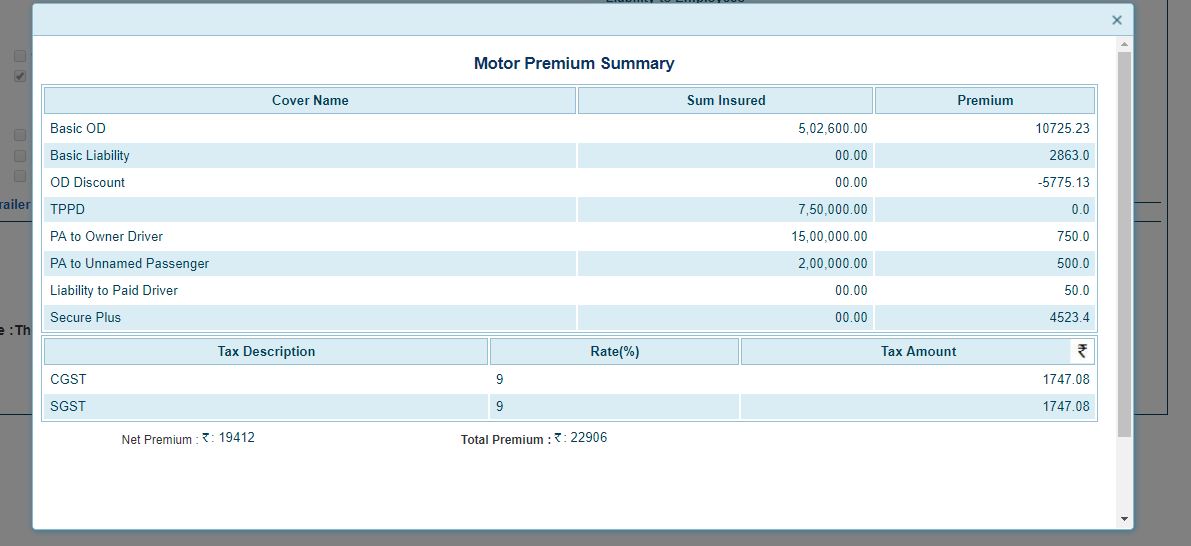 Liability to Employees
×
Motor Premium Summary
Cover Name Sum Insured Premium
Basic OD 5,02,600.00 10725.23
Basic Liability 00.00 2863.0
OD Discount 00.00 -5775.13
railer
TPPD 7,50,000.00 0.0
PA to Owner Driver 15,00,000.00 750.0
PA to Unnamed Passenger 2,00,000.00 500.0
Liability to Paid Driver 00.00 50.0
e : Th
Secure Plus 00.00 4523.4
Tax Description Rate(%) Tax Amount ₹
CGST 9 1747.08
SGST 9 1747.08
Net Premium : ₹ : 19412 Total Premium : ₹ : 22906